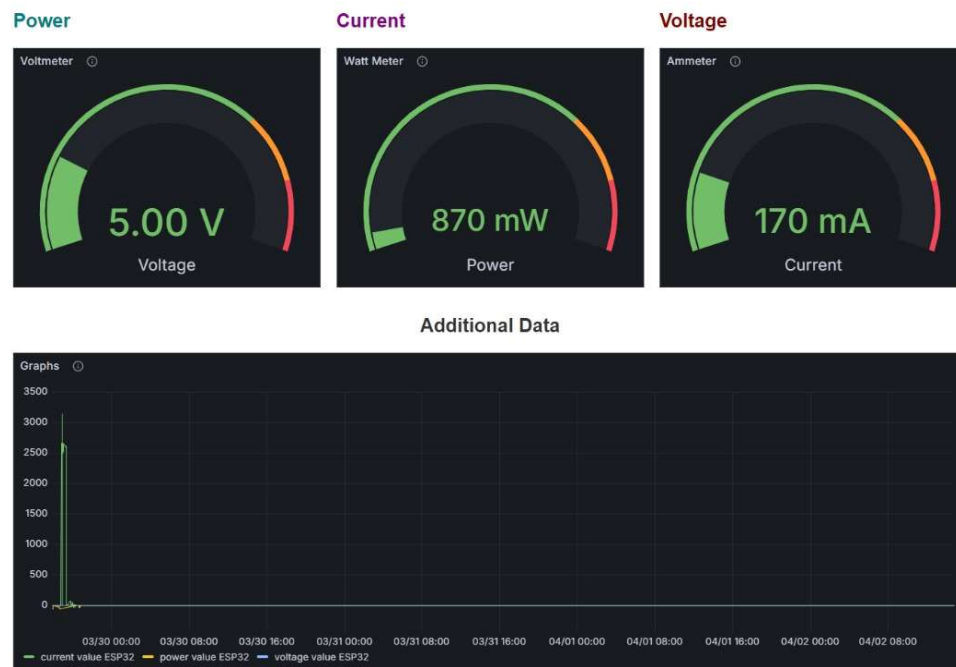 Power
Current
Voltage
Voltmeter
5.00 V
Voltage
Watt Meter
870 mW
Power
Ammeter
170 mA
Current
Additional Data
Graphs
3500
3000
2500
2000
1500
1000
500
0
03/30 00:00 03/30 08:00 03/30 16:00 03/31 00:00 03/31 08:00 03/31 16:00 04/01 00:00 04/01 08:00 04/01 16:00 04/02 00:00 04/02 08:00
current value ESP32 power value ESP32 voltage value ESP32